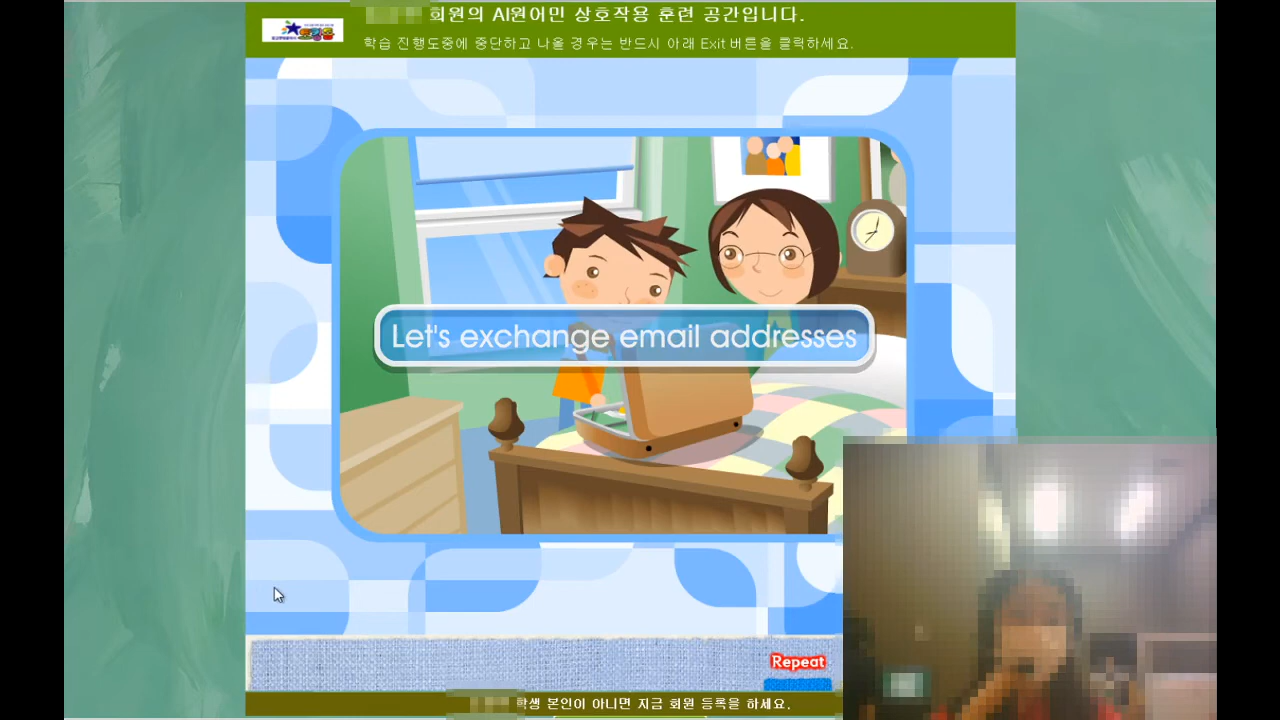 회원의 AI원어민 상호작용 훈련 공간입니다.
학습 진행도중에 중단하고 나올 경우는 반드시 아래 Exit 버튼을 클릭하세요.
Let's exchange email addresses
Repeat
학생 본인이 아니면 지금 회원 등록을 하세요.